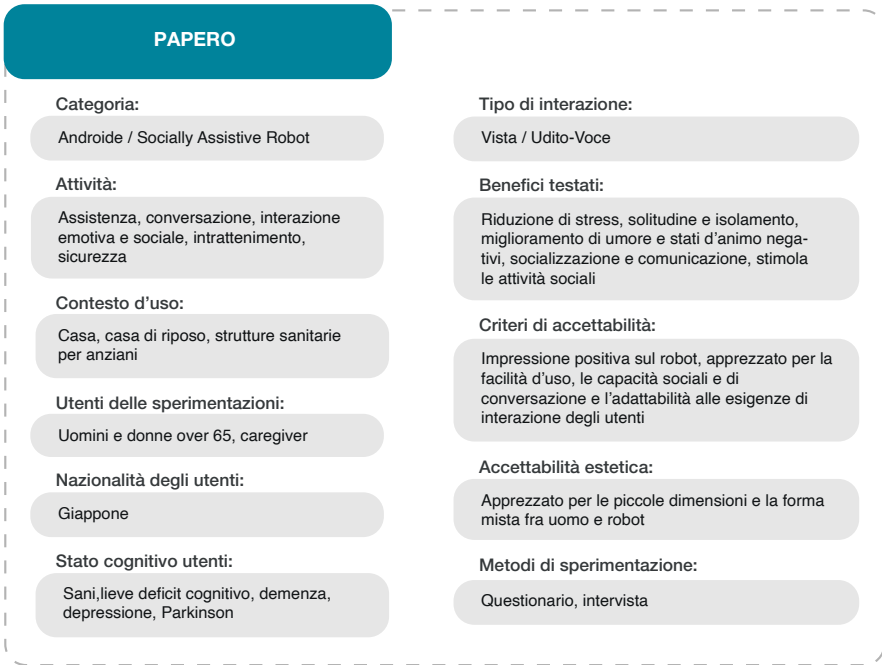 PAPERO
Categoria:
Androide / Socially Assistive Robot
Attività:
Assistenza, conversazione, interazione
emotiva e sociale, intrattenimento,
sicurezza
Contesto d’uso:
Casa, casa di riposo, strutture sanitarie
per anziani
Utenti delle sperimentazioni:
Uomini e donne over 65, caregiver
Nazionalità degli utenti:
Giappone
Stato cognitivo utenti:
Sani,lieve deficit cognitivo, demenza,
depressione, Parkinson
Tipo di interazione:
Vista / Udito-Voce
Benefici testati:
Riduzione di stress, solitudine e isolamento,
miglioramento di umore e stati d’animo nega-
tivi, socializzazione e comunicazione, stimola
le attività sociali
Criteri di accettabilità:
Impressione positiva sul robot, apprezzato per la
facilità d’uso, le capacità sociali e di
conversazione e l’adattabilità alle esigenze di
interazione degli utenti
Accettabilità estetica:
Apprezzato per le piccole dimensioni e la forma
mista fra uomo e robot
Metodi di sperimentazione:
Questionario, intervista